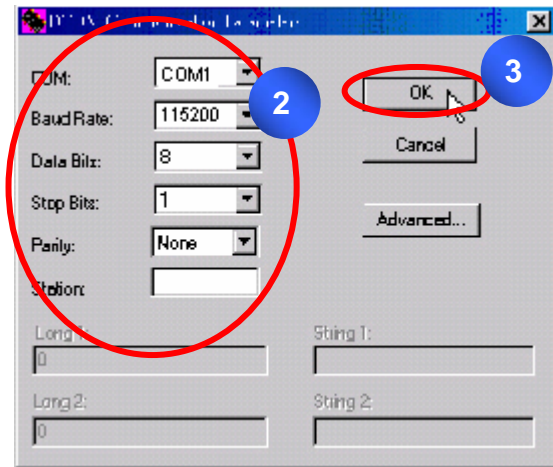 COM: COM1
Baud Rate: 115200
Data Bits: 8
Stop Bits: 1
Parity: None
Station:
2
3
OK
Cancel
Advanced...
Long 1: String 1:
0
Long 2: String 2:
0